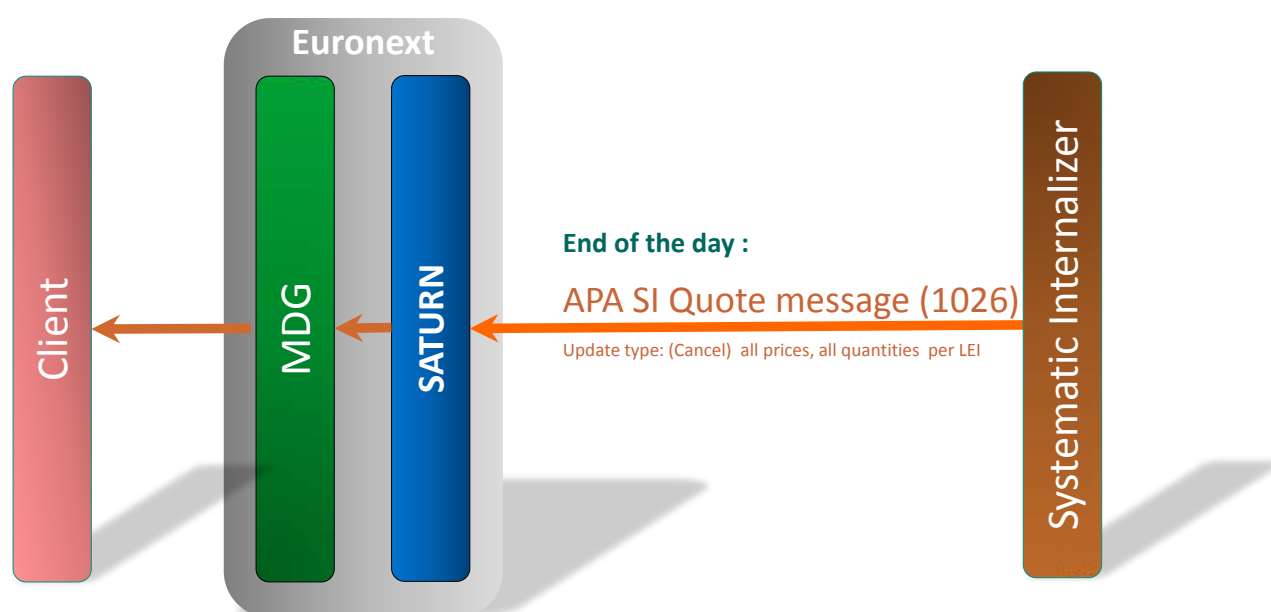 Euronext
Client
MDG
SATURN
End of the day :
APA SI Quote message (1026)
Update type: (Cancel) all prices, all quantities per LEI
Systematic Internalizer